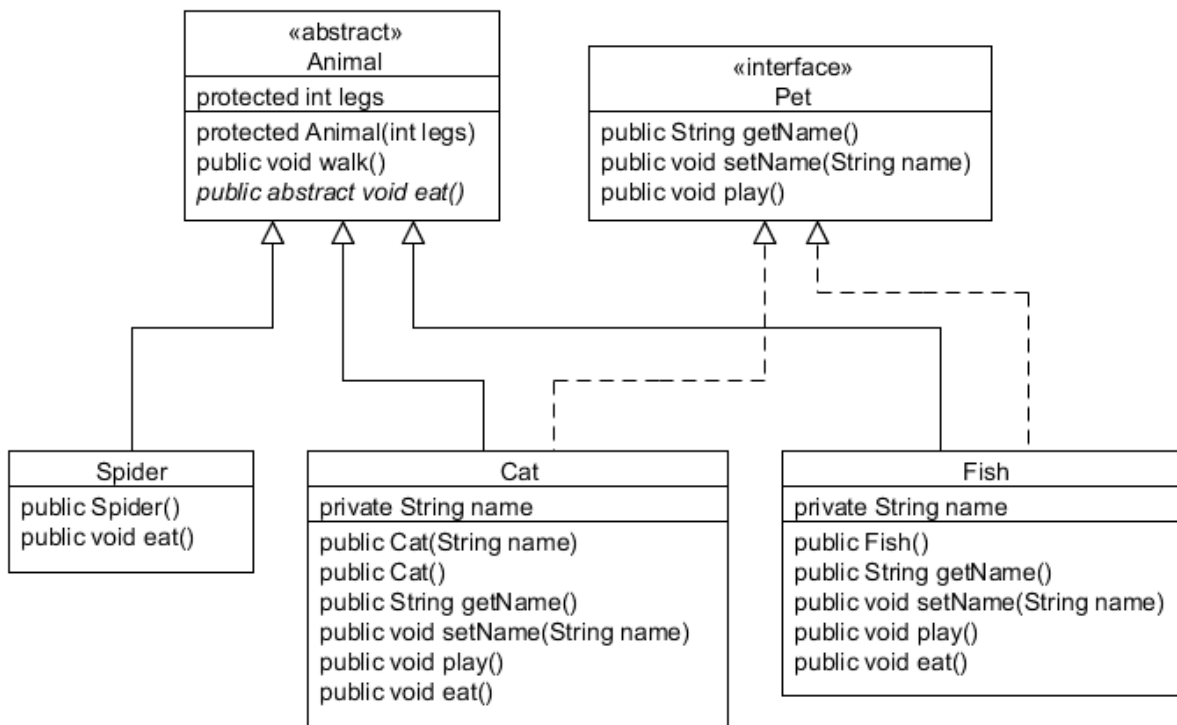 «abstract»
Animal
protected int legs
protected Animal(int legs)
public void walk()
public abstract void eat()
«interface»
Pet
public String getName()
public void setName(String name)
public void play()
Spider
public Spider()
public void eat()
Cat
private String name
public Cat(String name)
public Cat()
public String getName()
public void setName(String name)
public void play()
public void eat()
Fish
private String name
public Fish()
public String getName()
public void setName(String name)
public void play()
public void eat()